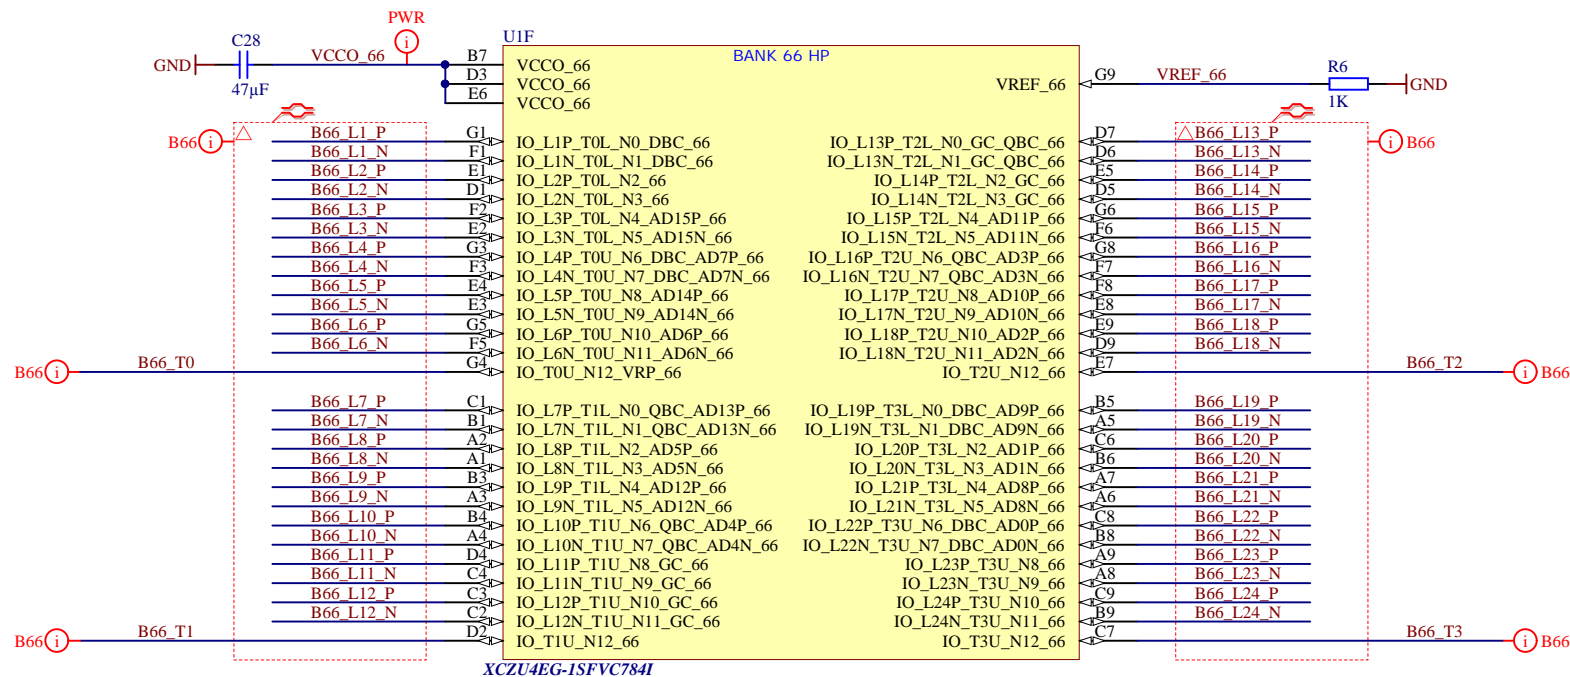 PWR
U1F
C28
GND VCCO_66 B7 VCCO_66 BANK 66 HP
47µF D3 VCCO_66 VREF_66 G9 VREF_66 R6 GND
E6 VCCO_66 1K
B66 i B66_L1_P G1 IO_L1P_T0L_N0_DBC_66 IO_L13P_T2L_N0_GC_QBC_66 D7 B66_L13_P i B66
B66_L1_N F1 IO_L1N_T0L_N1_DBC_66 IO_L13N_T2L_N1_GC_QBC_66 D6 B66_L13_N
B66_L2_P E1 IO_L2P_T0L_N2_66 IO_L14P_T2L_N2_GC_66 E5 B66_L14_P
B66_L2_N D1 IO_L2N_T0L_N3_66 IO_L14N_T2L_N3_GC_66 D5 B66_L14_N
B66_L3_P F2 IO_L3P_T0L_N4_AD15P_66 IO_L15P_T2L_N4_AD11P_66 G6 B66_L15_P
B66_L3_N E2 IO_L3N_T0L_N5_AD15N_66 IO_L15N_T2L_N5_AD11N_66 F6 B66_L15_N
B66_L4_P G3 IO_L4P_T0U_N6_DBC_AD7P_66 IO_L16P_T2U_N6_QBC_AD3P_66 G8 B66_L16_P
B66_L4_N F3 IO_L4N_T0U_N7_DBC_AD7N_66 IO_L16N_T2U_N7_QBC_AD3N_66 F7 B66_L16_N
B66_L5_P E4 IO_L5P_T0U_N8_AD14P_66 IO_L17P_T2U_N8_AD10P_66 F8 B66_L17_P
B66_L5_N E3 IO_L5N_T0U_N9_AD14N_66 IO_L17N_T2U_N9_AD10N_66 E8 B66_L17_N
B66_L6_P G5 IO_L6P_T0U_N10_AD6P_66 IO_L18P_T2U_N10_AD2P_66 E9 B66_L18_P
B66_L6_N F5 IO_L6N_T0U_N11_AD6N_66 IO_L18N_T2U_N11_AD2N_66 D9 B66_L18_N
B66 i B66_T0 G4 IO_T0U_N12_VRP_66 IO_T2U_N12_66 E7 B66_T2 i B66
B66_L7_P C1 IO_L7P_T1L_N0_QBC_AD13P_66 IO_L19P_T3L_N0_DBC_AD9P_66 B5 B66_L19_P
B66_L7_N B1 IO_L7N_T1L_N1_QBC_AD13N_66 IO_L19N_T3L_N1_DBC_AD9N_66 A5 B66_L19_N
B66_L8_P A2 IO_L8P_T1L_N2_AD5P_66 IO_L20P_T3L_N2_AD1P_66 C6 B66_L20_P
B66_L8_N A1 IO_L8N_T1L_N3_AD5N_66 IO_L20N_T3L_N3_AD1N_66 B6 B66_L20_N
B66_L9_P B3 IO_L9P_T1L_N4_AD12P_66 IO_L21P_T3L_N4_AD8P_66 A7 B66_L21_P
B66_L9_N A3 IO_L9N_T1L_N5_AD12N_66 IO_L21N_T3L_N5_AD8N_66 A6 B66_L21_N
B66_L10_P B4 IO_L10P_T1U_N6_QBC_AD4P_66 IO_L22P_T3U_N6_DBC_AD0P_66 C8 B66_L22_P
B66_L10_N A4 IO_L10N_T1U_N7_QBC_AD4N_66 IO_L22N_T3U_N7_DBC_AD0N_66 B8 B66_L22_N
B66_L11_P D4 IO_L11P_T1U_N8_GC_66 IO_L23P_T3U_N8_66 A9 B66_L23_P
B66_L11_N C4 IO_L11N_T1U_N9_GC_66 IO_L23N_T3U_N9_66 A8 B66_L23_N
B66_L12_P C3 IO_L12P_T1U_N10_GC_66 IO_L24P_T3U_N10_66 C9 B66_L24_P
B66_L12_N C2 IO_L12N_T1U_N11_GC_66 IO_L24N_T3U_N11_66 B9 B66_L24_N
B66 i B66_T1 D2 IO_T1U_N12_66 IO_T3U_N12_66 C7 B66_T3 i B66
XCZU4EG-1SFVC784I